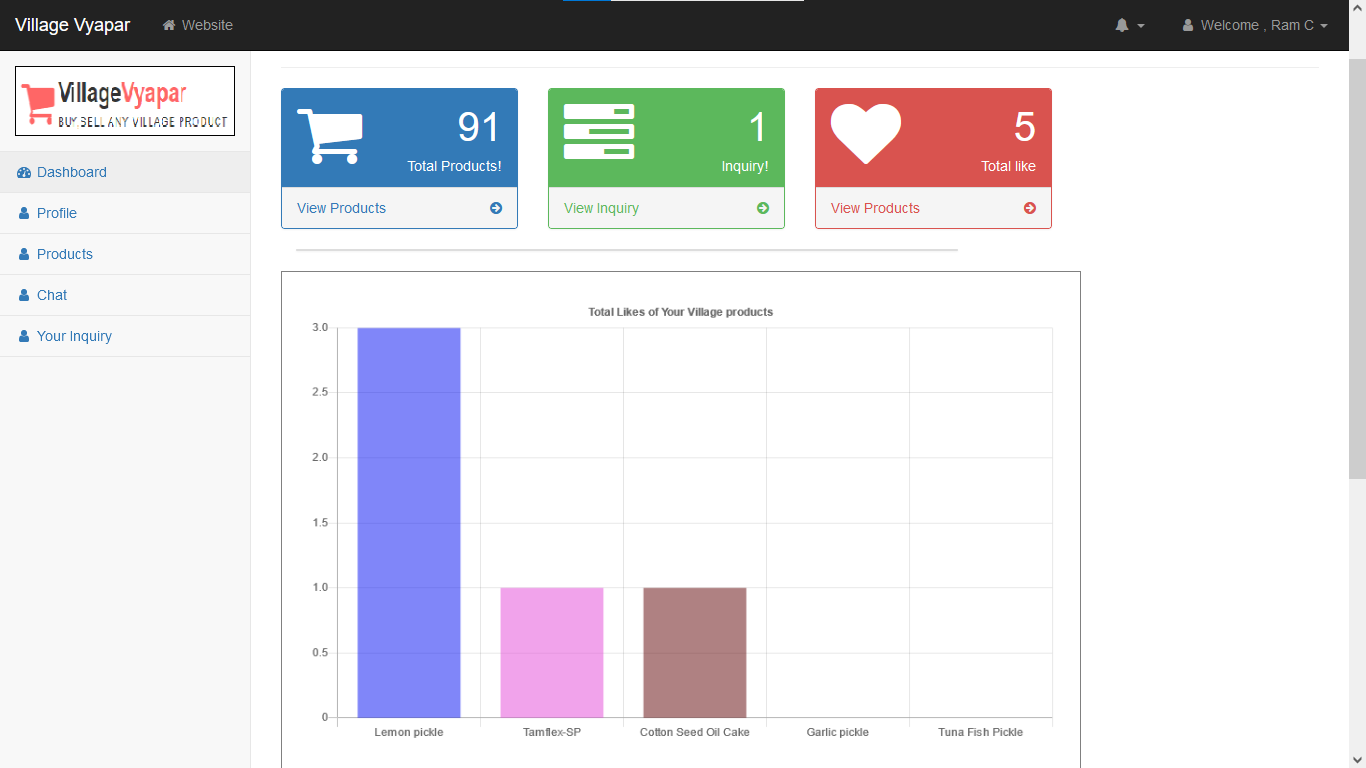 Village Vyapar Website Welcome , Ram C
VillageVyapar
BUY SELL ANY VILLAGE PRODUCT
Dashboard
Profile
Products
Chat
Your Inquiry
91
Total Products!
View Products
1
Inquiry!
View Inquiry
5
Total like
View Products
Total Likes of Your Village products
3.0
2.5
2.0
1.5
1.0
0.5
0
Lemon pickle Tamflex-SP Cotton Seed Oil Cake Garlic pickle Tuna Fish Pickle